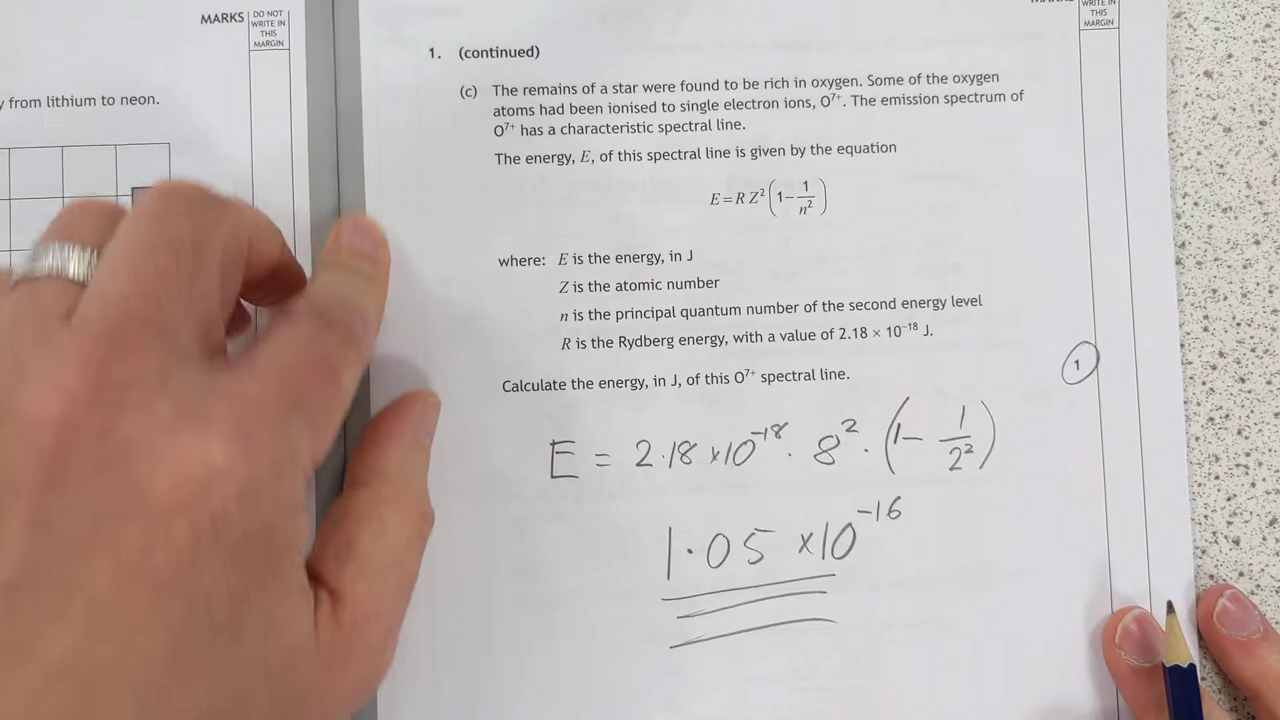 MARKS
DO NOT
WRITE IN
THIS
MARGIN
from lithium to neon.
WRITE IN
THIS
MARGIN
1. (continued)
(c) The remains of a star were found to be rich in oxygen. Some of the oxygen
atoms had been ionised to single electron ions, O⁷⁺. The emission spectrum of
O⁷⁺ has a characteristic spectral line.
The energy, E, of this spectral line is given by the equation
E=R Z²(1−1/n²)
where: E is the energy, in J
Z is the atomic number
n is the principal quantum number of the second energy level
R is the Rydberg energy, with a value of 2.18 × 10⁻¹⁸ J.
1
Calculate the energy, in J, of this O⁷⁺ spectral line.
E = 2.18 ×10⁻¹⁸ . 8² . (1− 1/2²)
1.05 ×10⁻¹⁶